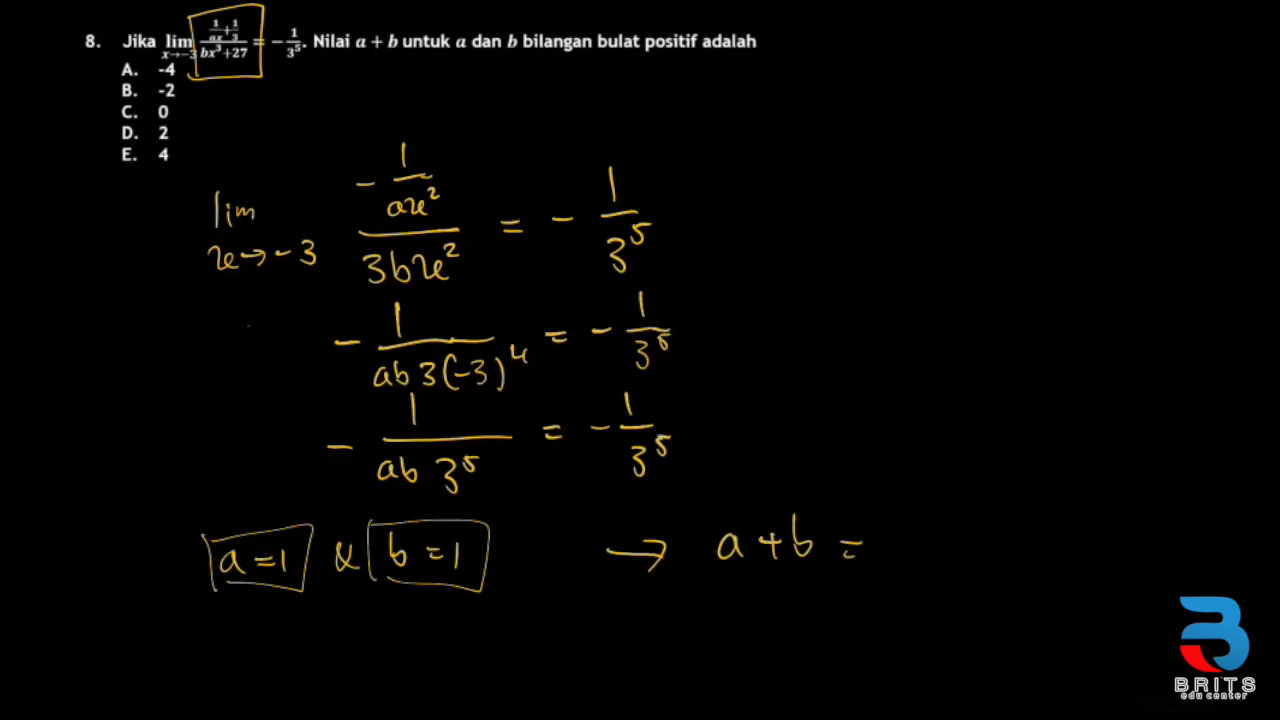 8. Jika lim x→-3 (1/ax + 1/3)/(bx³+27) = -1/3⁵. Nilai a + b untuk a dan b bilangan bulat positif adalah
A. -4
B. -2
C. 0
D. 2
E. 4
lim x→-3 (-1/ax²)/(3bx²) = -1/3⁵
-1/(ab 3(-3)⁴) = -1/3⁵
-1/(ab 3⁵) = -1/3⁵
a=1 & b=1 → a+b =
BRITS
edu center